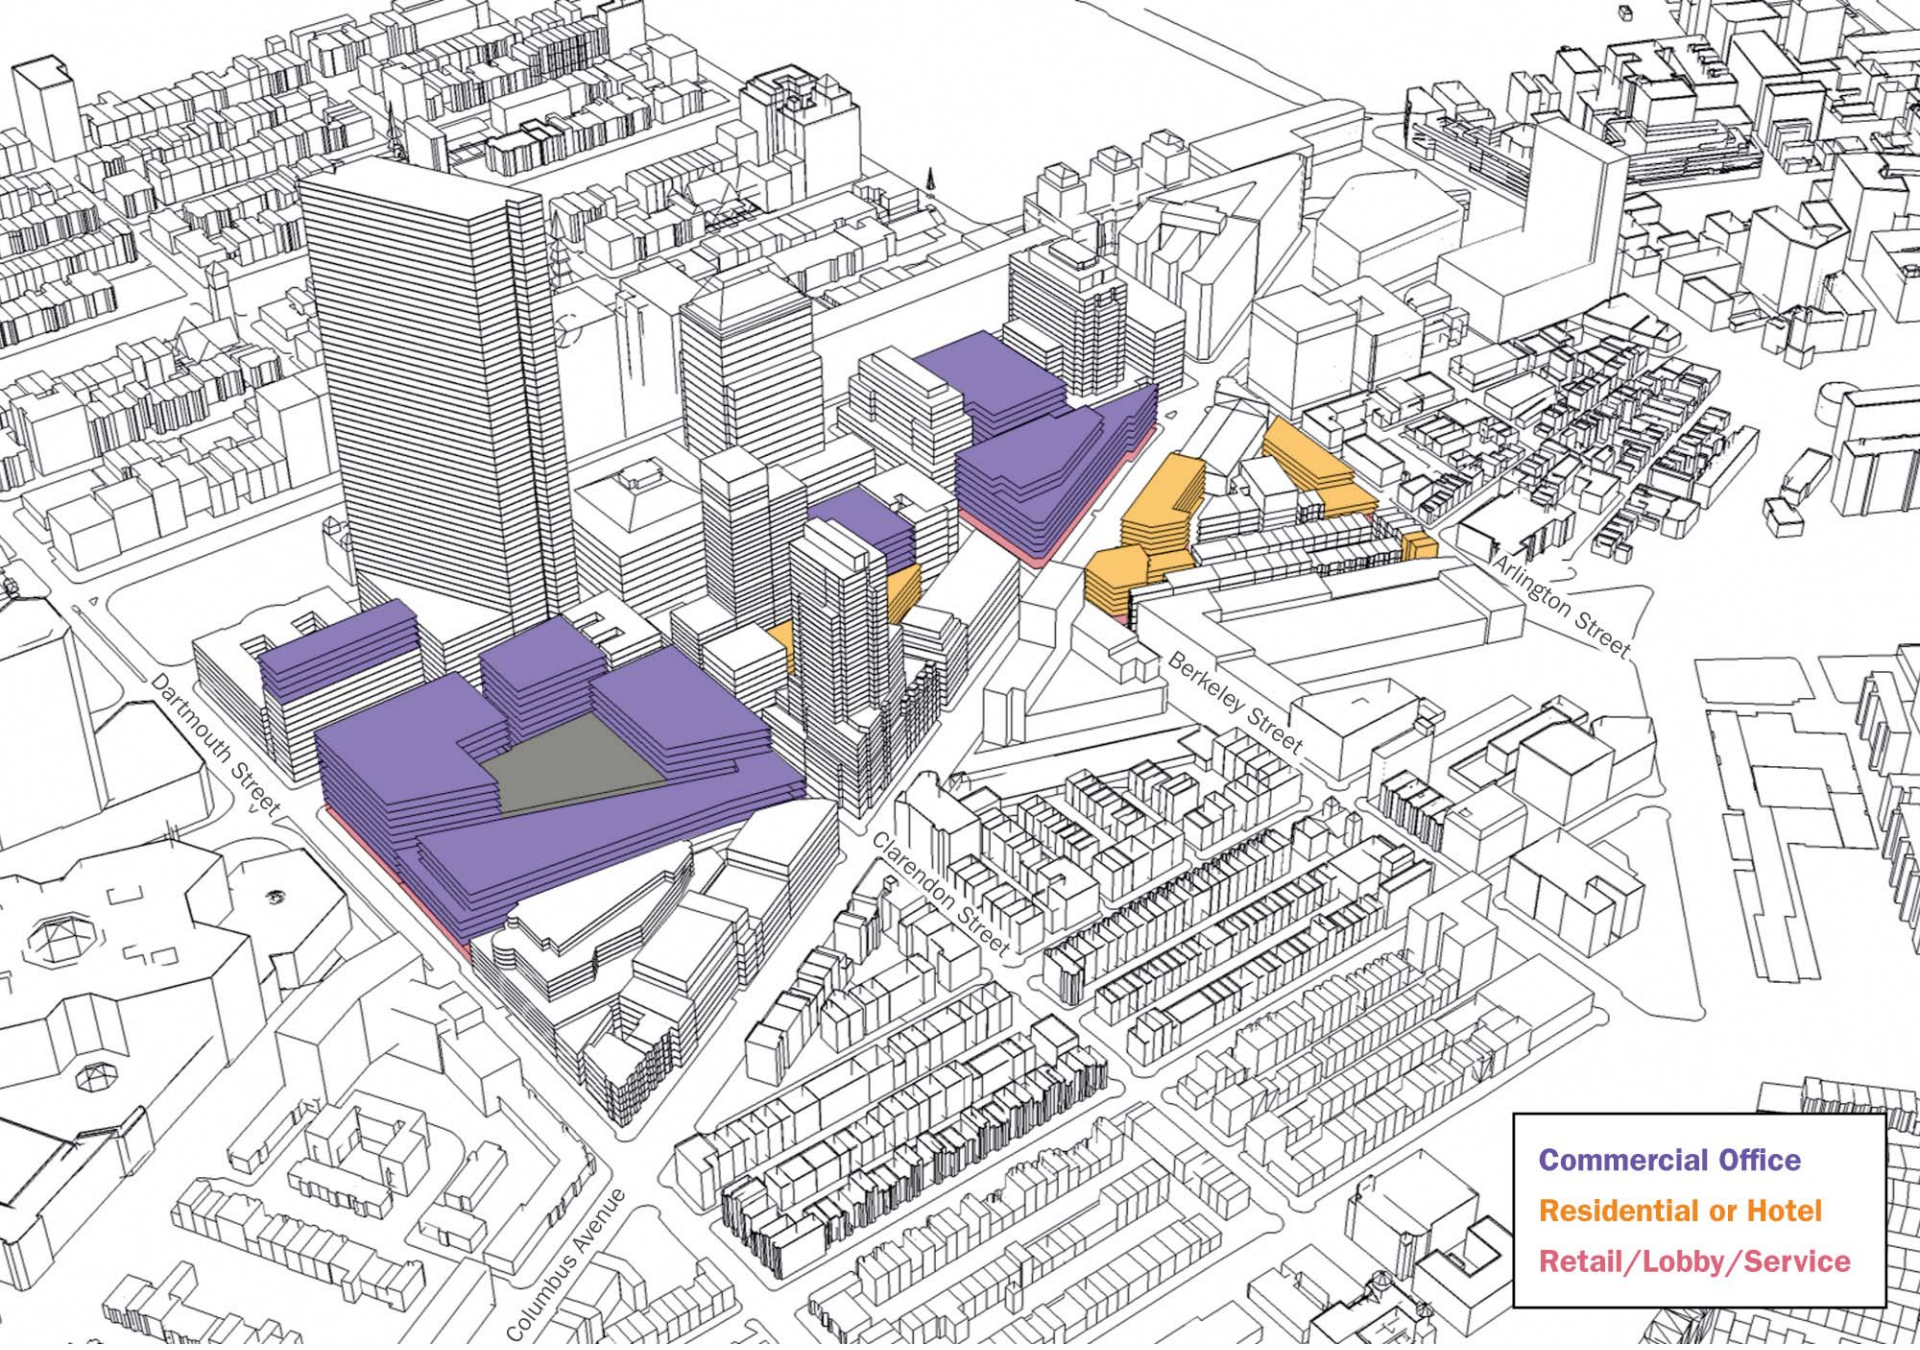 Arlington Street
Berkeley Street
Dartmouth Street
Clarendon Street
Columbus Avenue
Commercial Office
Residential or Hotel
Retail/Lobby/Service